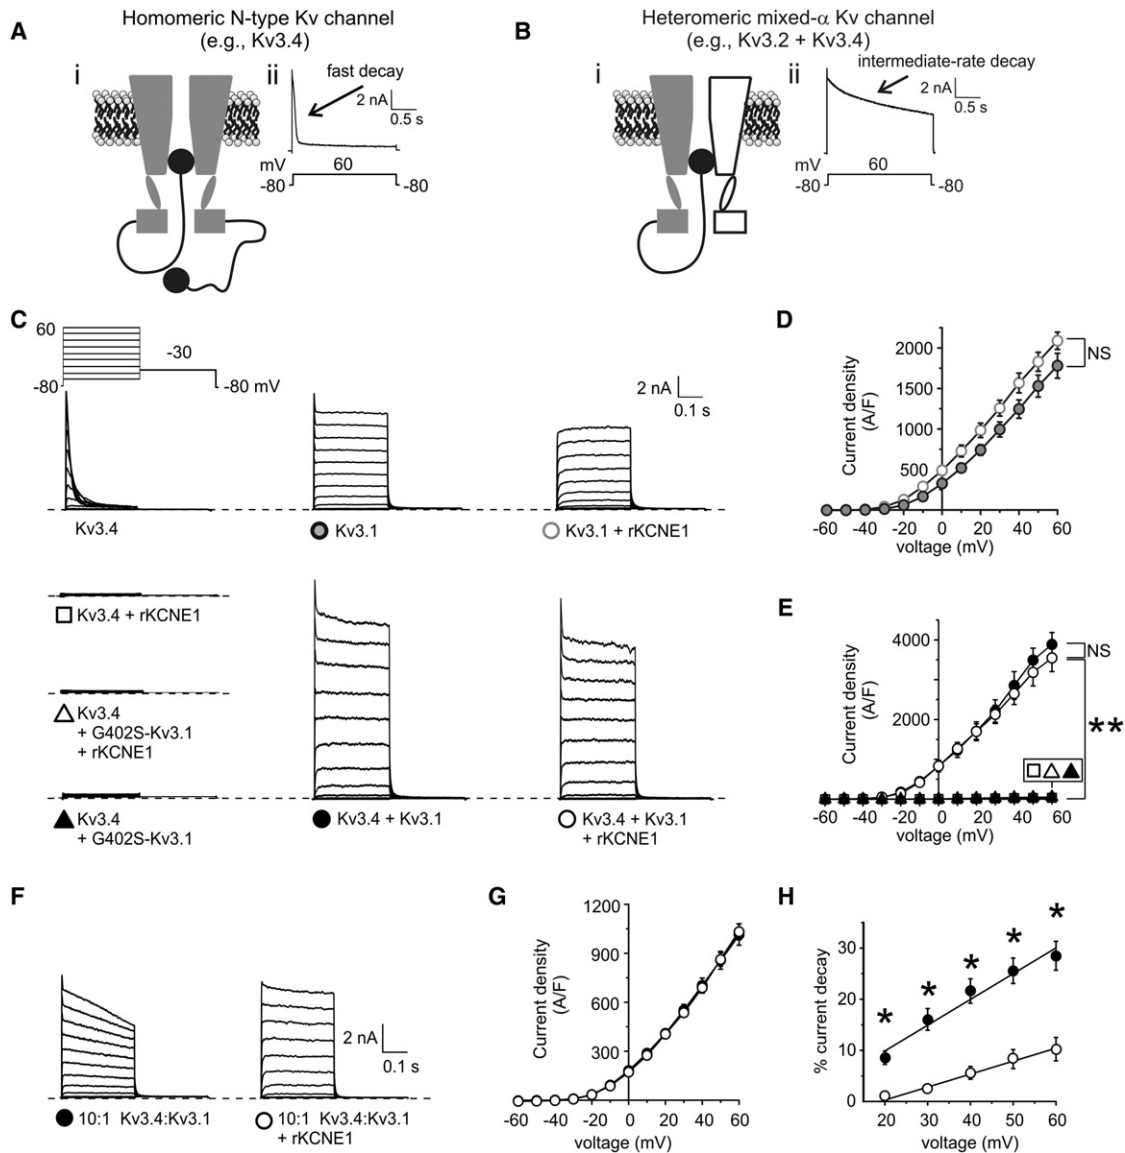 A
Homomeric N-type Kv channel
(e.g., Kv3.4)
i
ii
fast decay
2 nA
0.5 s
mV
60
-80
-80
B
Heteromeric mixed-α Kv channel
(e.g., Kv3.2 + Kv3.4)
i
ii
intermediate-rate decay
2 nA
0.5 s
mV
60
-80
-80
C
60
-30
-80
-80 mV
2 nA
0.1 s
Kv3.4
Kv3.1
Kv3.1 + rKCNE1
Kv3.4 + rKCNE1
Kv3.4
+ G402S-Kv3.1
+ rKCNE1
Kv3.4
+ G402S-Kv3.1
Kv3.4 + Kv3.1
Kv3.4 + Kv3.1
+ rKCNE1
D
Current density
(A/F)
2000
1500
1000
500
NS
-60 -40 -20 0 20 40 60
voltage (mV)
E
Current density
(A/F)
4000
2000
NS
**
-60 -40 -20 0 20 40 60
voltage (mV)
F
2 nA
0.1 s
10:1 Kv3.4:Kv3.1
10:1 Kv3.4:Kv3.1
+ rKCNE1
G
Current density
(A/F)
1200
900
600
300
-60 -40 -20 0 20 40 60
voltage (mV)
H
% current decay
30
20
10
0
* * * * *
20 30 40 50 60
voltage (mV)